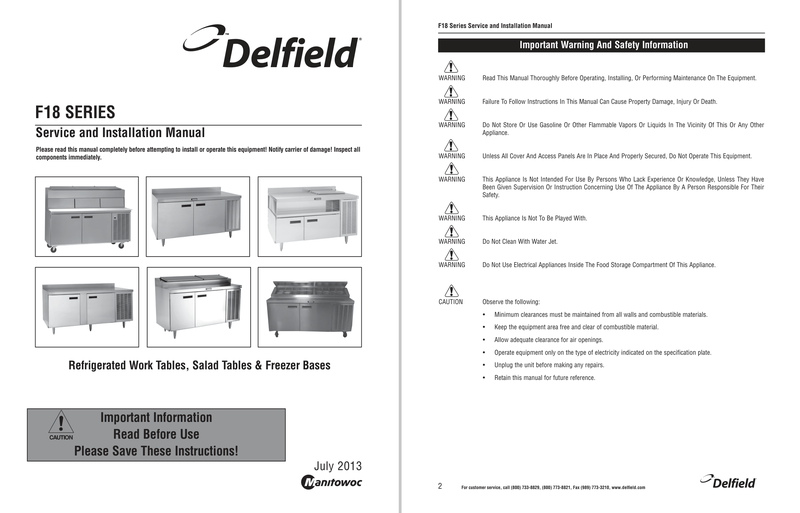 Delfield®
F18 SERIES
Service and Installation Manual
Please read this manual completely before attempting to install or operate this equipment! Notify carrier of damage! Inspect all
components immediately.
Refrigerated Work Tables, Salad Tables & Freezer Bases
CAUTION
Important Information
Read Before Use
Please Save These Instructions!
July 2013
Manitowoc
F18 Series Service and Installation Manual
Important Warning And Safety Information
WARNING Read This Manual Thoroughly Before Operating, Installing, Or Performing Maintenance On The Equipment.
WARNING Failure To Follow Instructions In This Manual Can Cause Property Damage, Injury Or Death.
WARNING Do Not Store Or Use Gasoline Or Other Flammable Vapors Or Liquids In The Vicinity Of This Or Any Other
Appliance.
WARNING Unless All Cover And Access Panels Are In Place And Properly Secured, Do Not Operate This Equipment.
WARNING This Appliance Is Not Intended For Use By Persons Who Lack Experience Or Knowledge, Unless They Have
Been Given Supervision Or Instruction Concerning Use Of The Appliance By A Person Responsible For Their
Safety.
WARNING This Appliance Is Not To Be Played With.
WARNING Do Not Clean With Water Jet.
WARNING Do Not Use Electrical Appliances Inside The Food Storage Compartment Of This Appliance.
CAUTION Observe the following:
• Minimum clearances must be maintained from all walls and combustible materials.
• Keep the equipment area free and clear of combustible material.
• Allow adequate clearance for air openings.
• Operate equipment only on the type of electricity indicated on the specification plate.
• Unplug the unit before making any repairs.
• Retain this manual for future reference.
2 For customer service, call (800) 733-8829, (800) 773-8821, Fax (989) 773-3210, www.delfield.com
Delfield